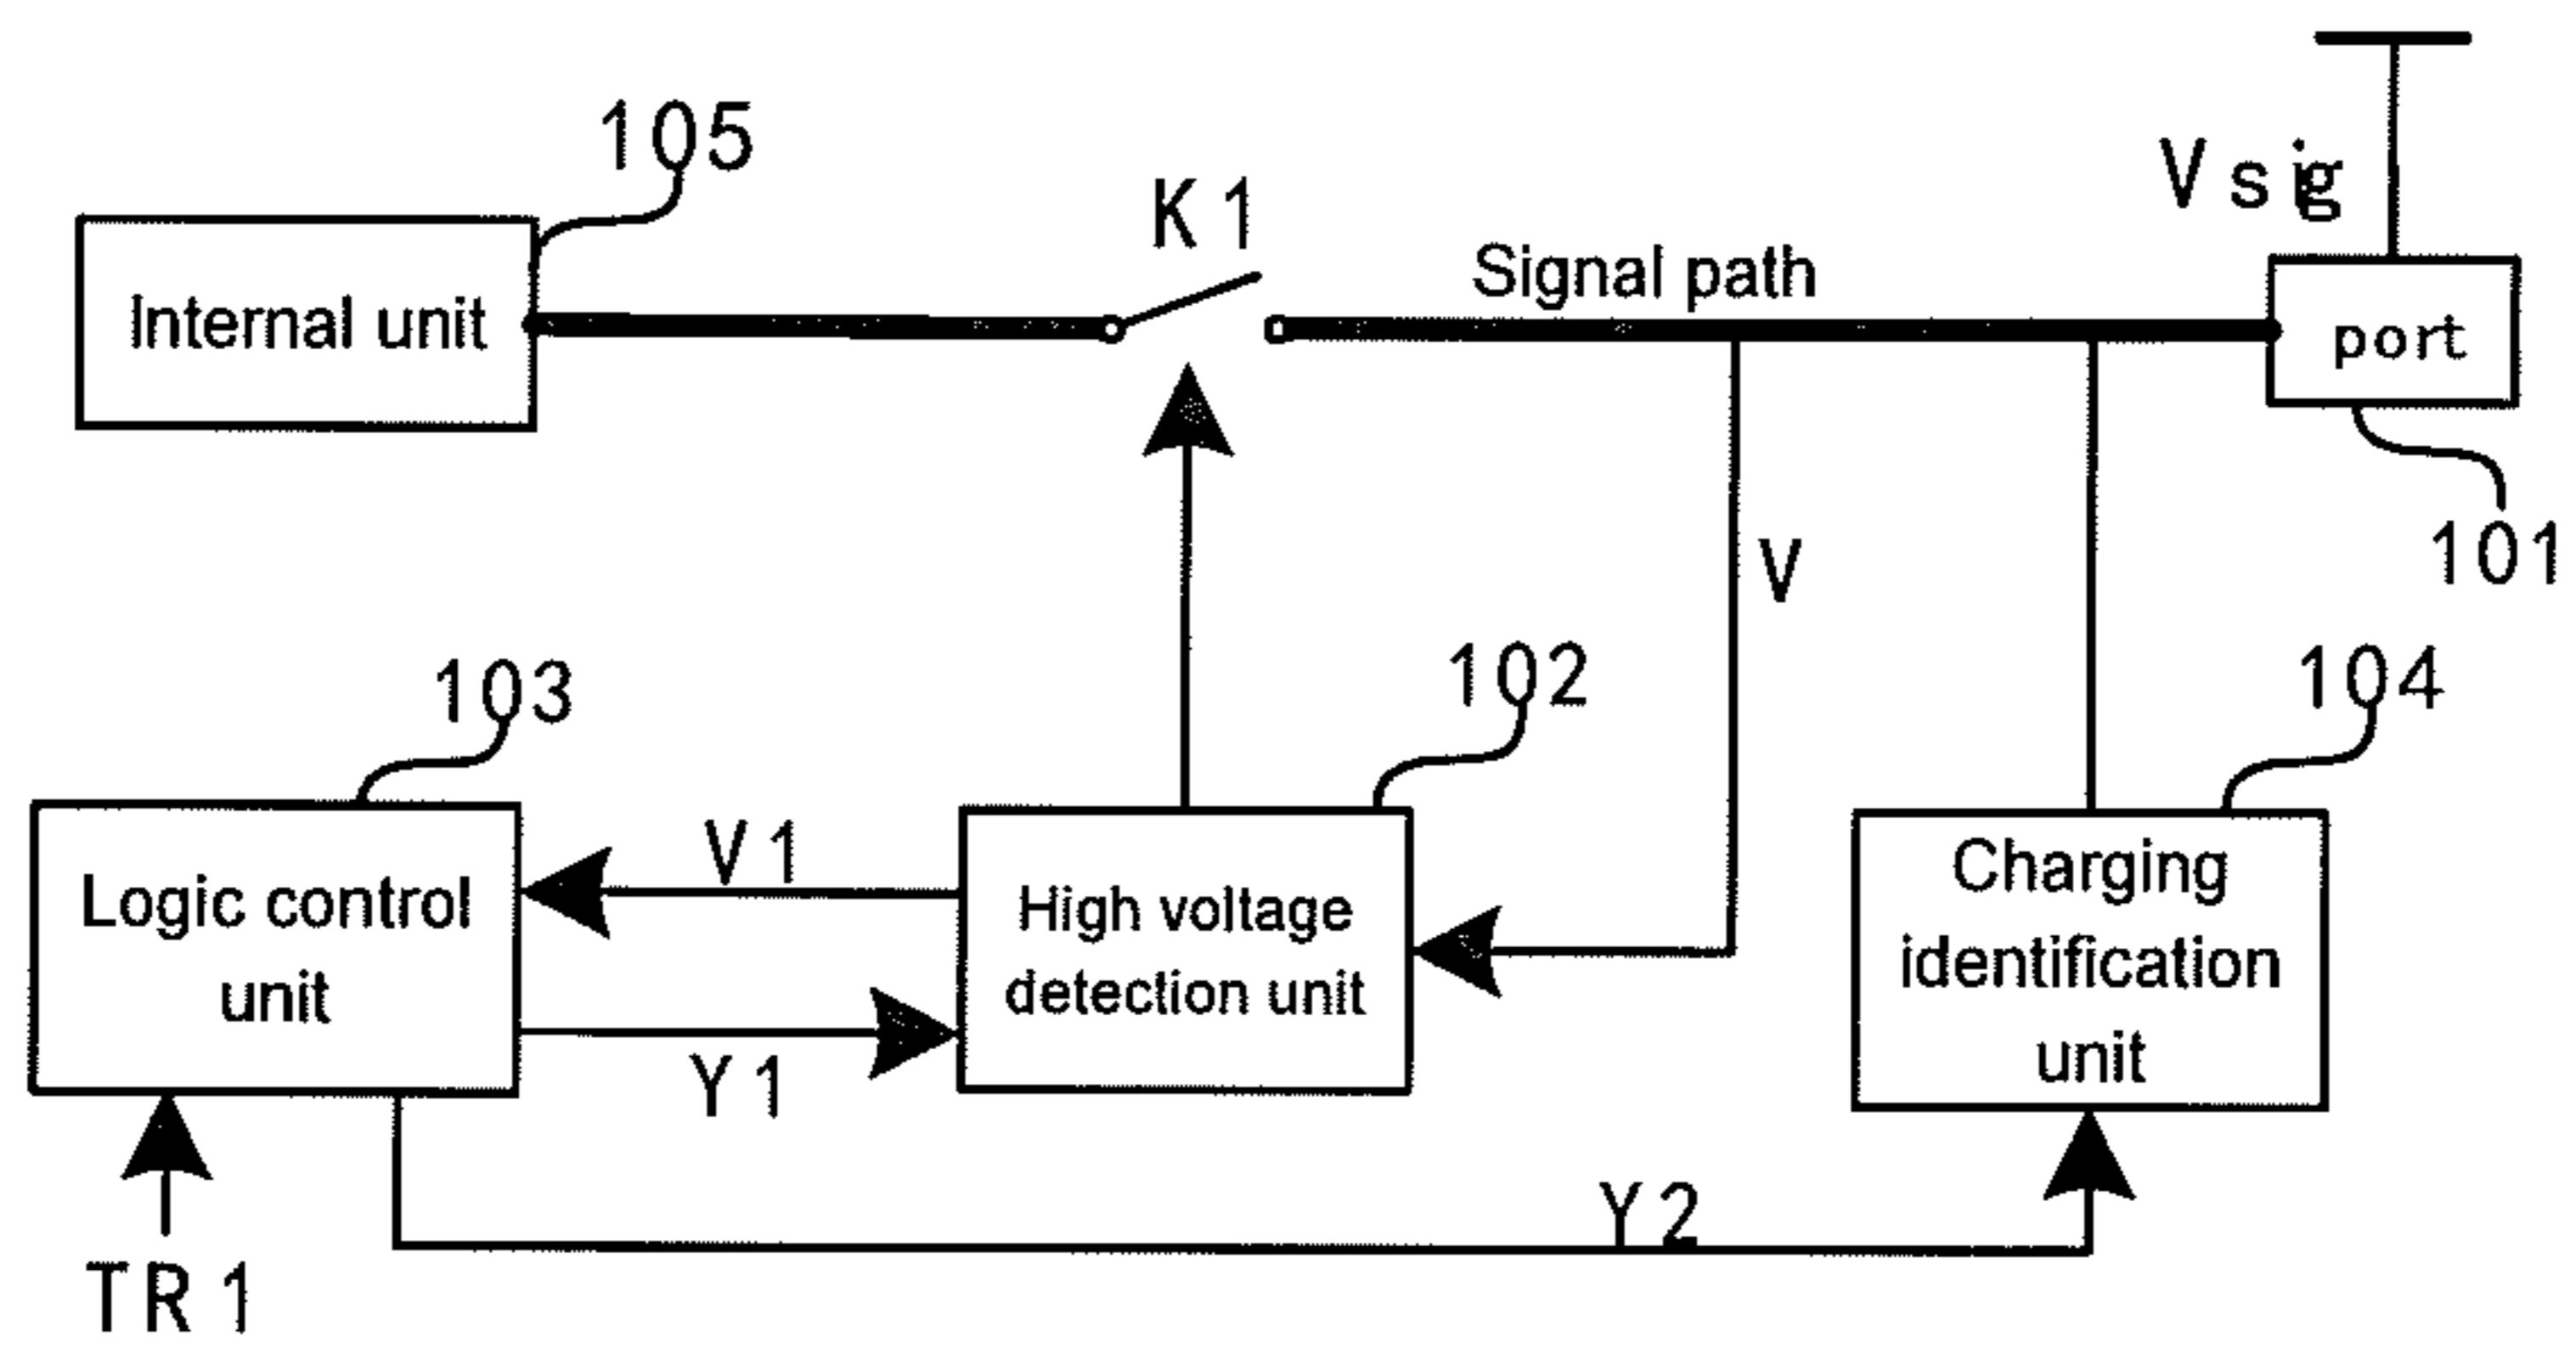 105
K1
Vsig
Signal path
Internal unit
port
101
V
103
102
104
Logic control
unit
V1
Y1
High voltage
detection unit
Charging
identification
unit
Y2
TR1